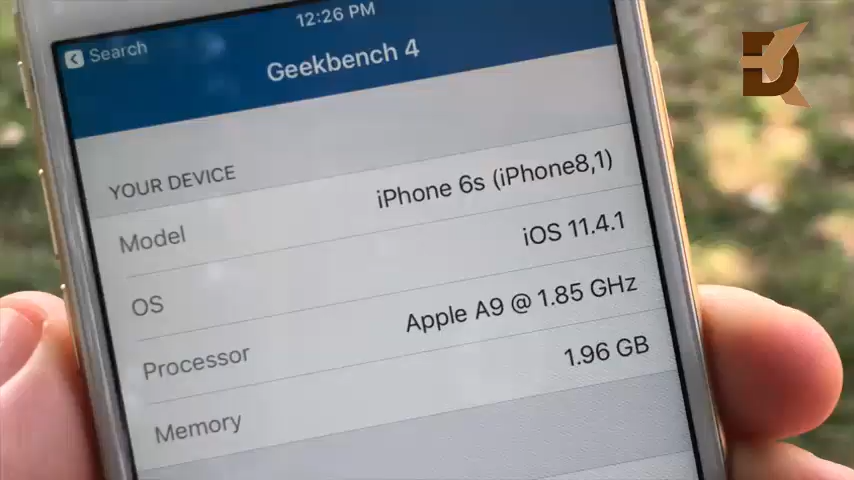 12:26 PM
Search
Geekbench 4
YOUR DEVICE
Model iPhone 6s (iPhone8,1)
OS iOS 11.4.1
Processor Apple A9 @ 1.85 GHz
Memory 1.96 GB